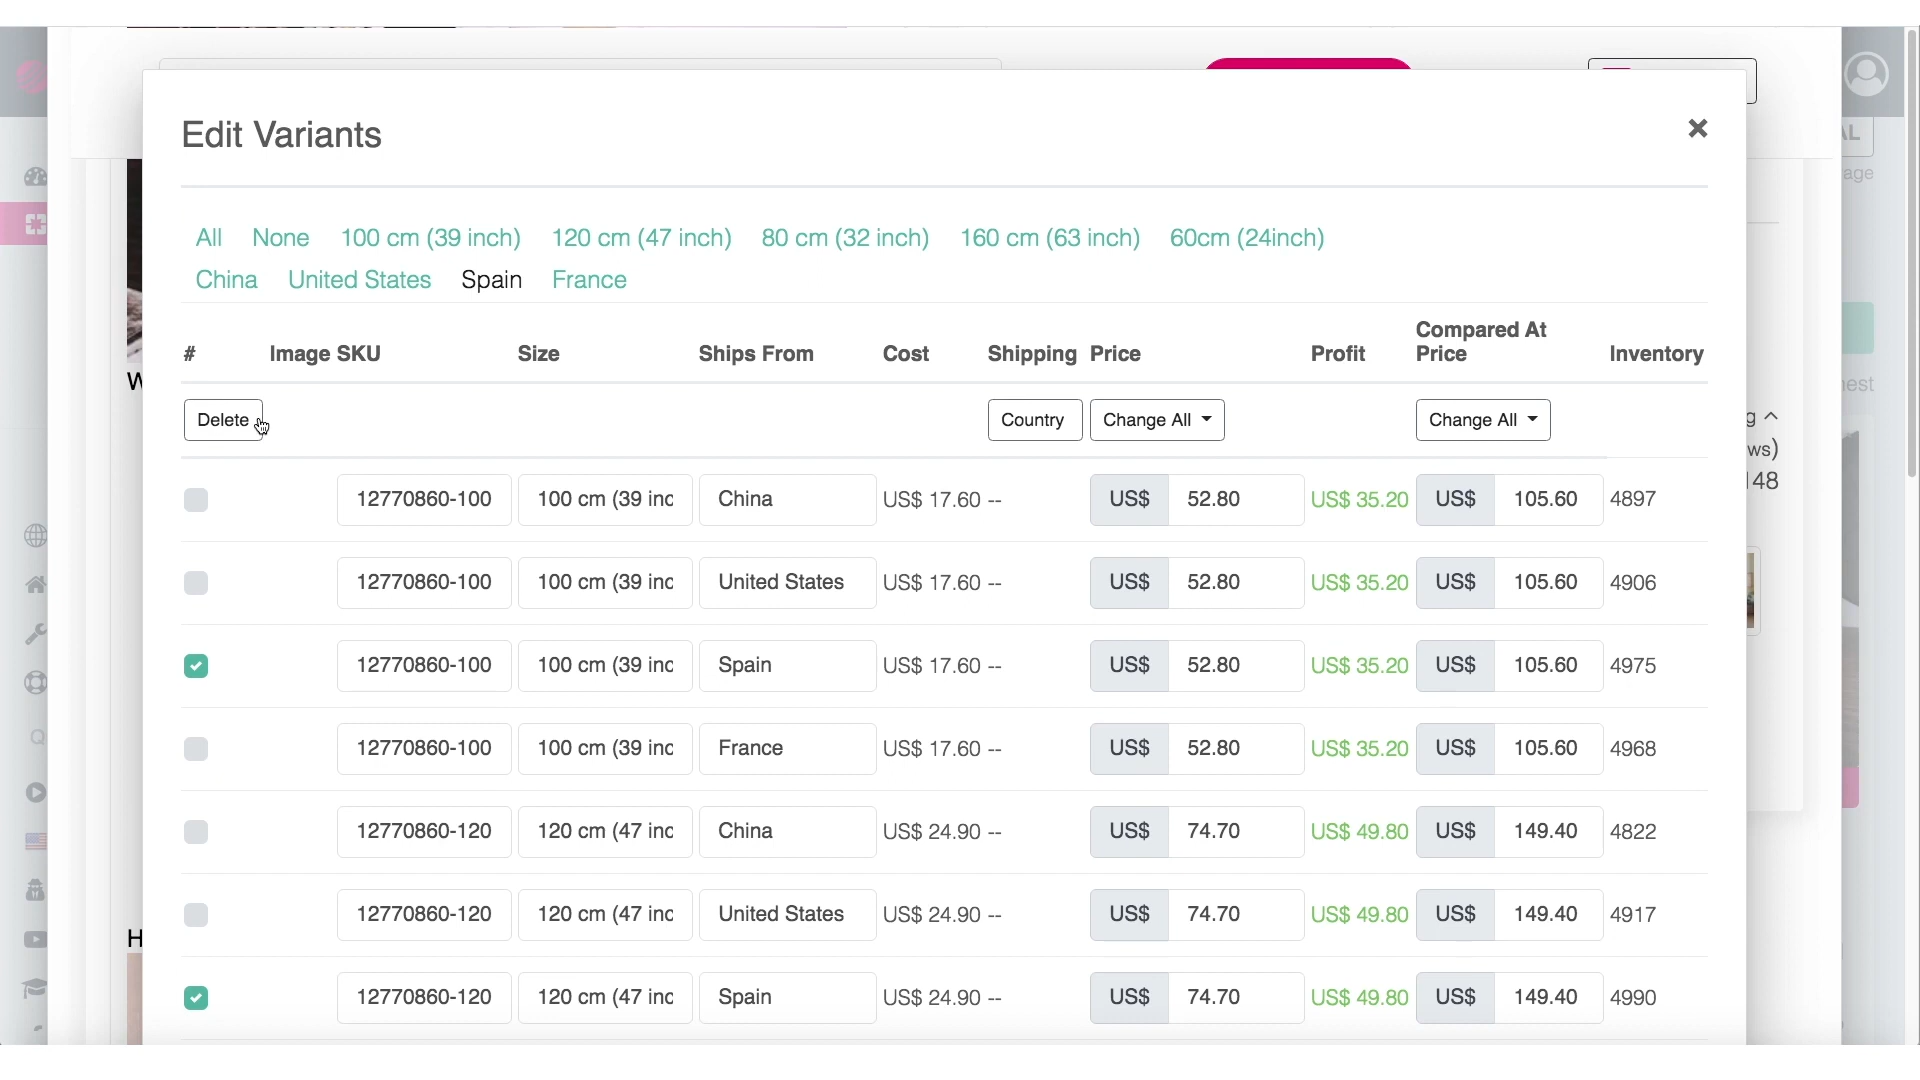 Edit Variants
All None 100 cm (39 inch) 120 cm (47 inch) 80 cm (32 inch) 160 cm (63 inch) 60cm (24inch)
China United States Spain France
# Image SKU Size Ships From Cost Shipping Price Profit Compared At Price Inventory
Delete Country Change All Change All
12770860-100 100 cm (39 inc China US$ 17.60 -- US$ 52.80 US$ 35.20 US$ 105.60 4897
12770860-100 100 cm (39 inc United States US$ 17.60 -- US$ 52.80 US$ 35.20 US$ 105.60 4906
12770860-100 100 cm (39 inc Spain US$ 17.60 -- US$ 52.80 US$ 35.20 US$ 105.60 4975
12770860-100 100 cm (39 inc France US$ 17.60 -- US$ 52.80 US$ 35.20 US$ 105.60 4968
12770860-120 120 cm (47 inc China US$ 24.90 -- US$ 74.70 US$ 49.80 US$ 149.40 4822
12770860-120 120 cm (47 inc United States US$ 24.90 -- US$ 74.70 US$ 49.80 US$ 149.40 4917
12770860-120 120 cm (47 inc Spain US$ 24.90 -- US$ 74.70 US$ 49.80 US$ 149.40 4990